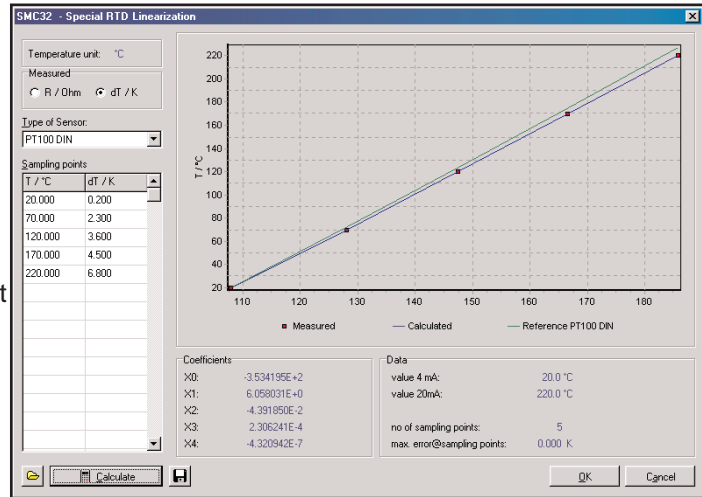 SMC32 - Special RTD Linearization
Temperature unit: °C
Measured
R / Ohm dT / K
Type of Sensor:
PT100 DIN
Sampling points
T / °C dT / K
20.000 0.200
70.000 2.300
120.000 3.600
170.000 4.500
220.000 6.800
t
Calculate
220
200
180
160
140
T / °C
120
100
80
60
40
20
110 120 130 140 150 160 170 180
Measured Calculated Reference PT100 DIN
Coefficients
X0: -3.534195E+2
X1: 6.058031E+0
X2: -4.391850E-2
X3: 2.306241E-4
X4: -4.320942E-7
Data
value 4 mA: 20.0 °C
value 20mA: 220.0 °C
no of sampling points: 5
max. error@sampling points: 0.000 K
OK Cancel